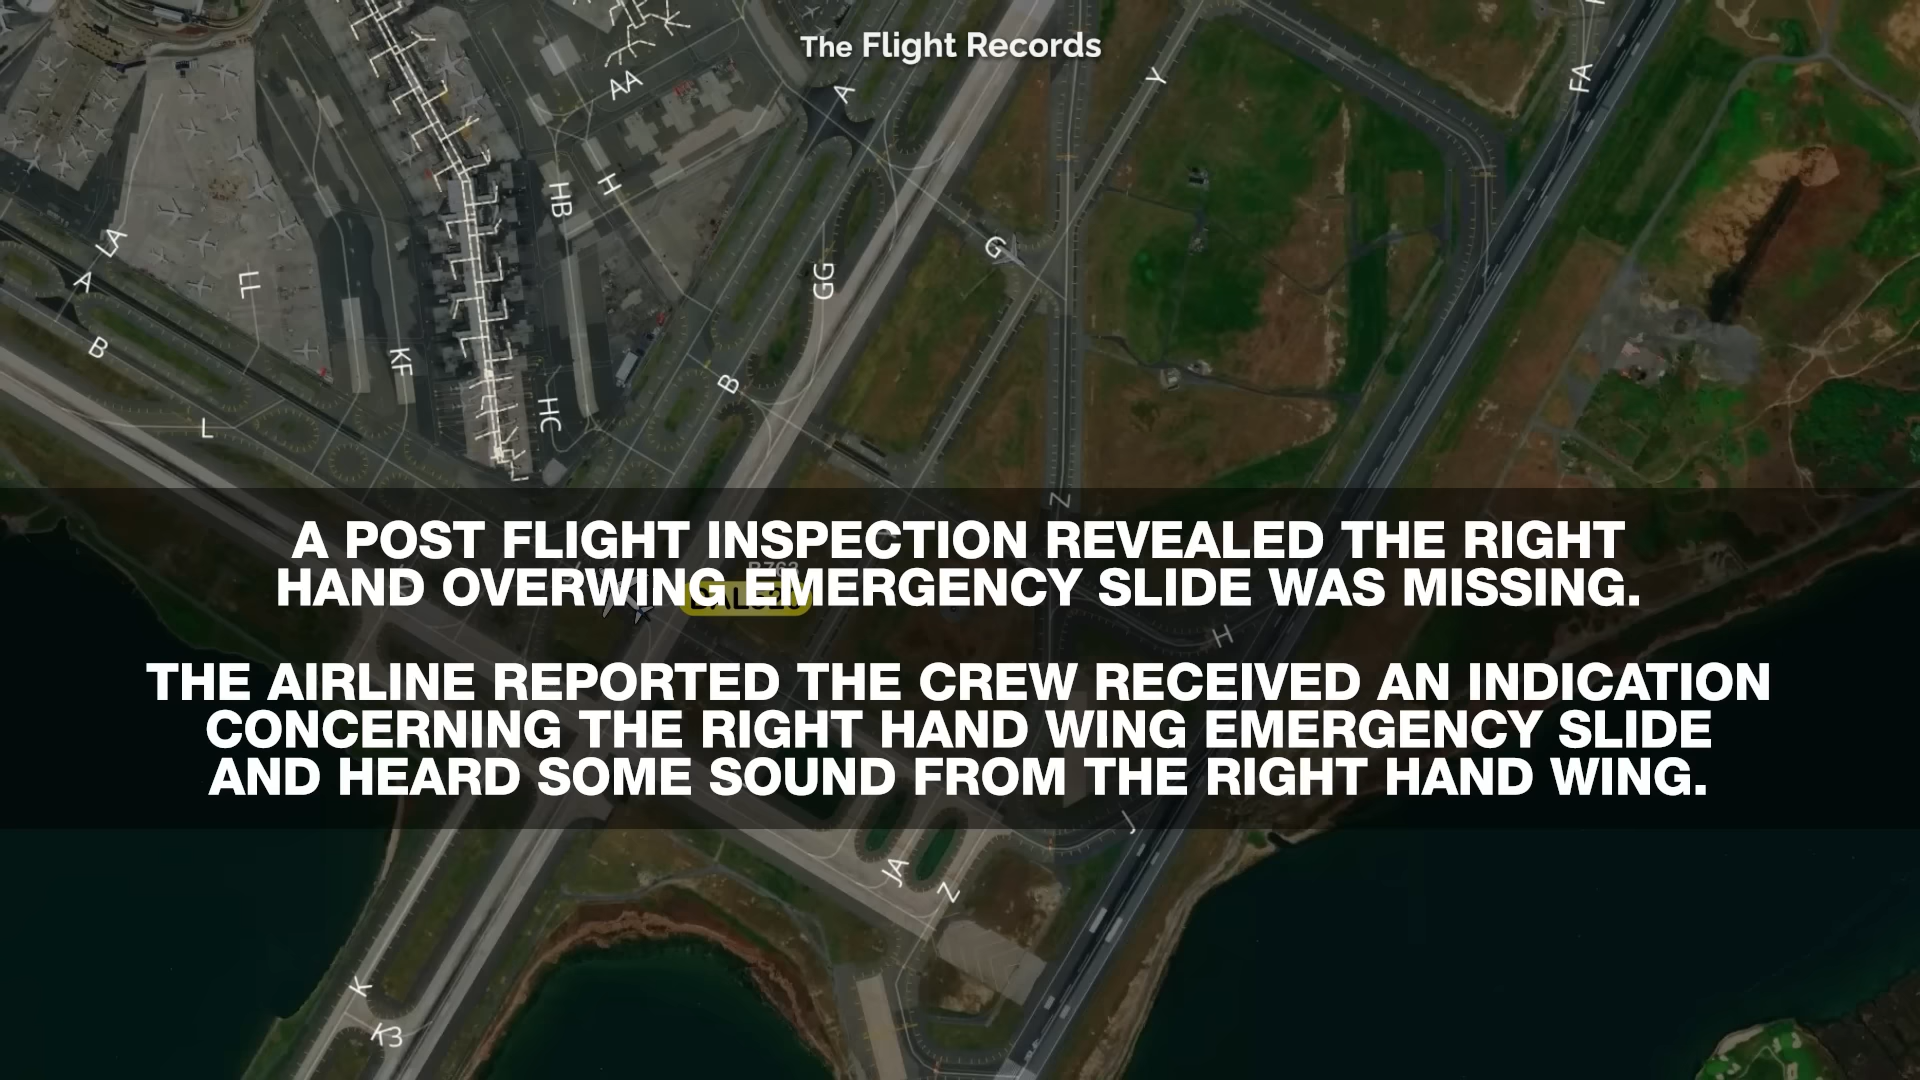 The Flight Records
AA
A
Y
FA
HB
H
LA
A
LF
GG
G
B
KF
B
HC
L
Z
A POST FLIGHT INSPECTION REVEALED THE RIGHT
HAND OVERWING EMERGENCY SLIDE WAS MISSING.
H
THE AIRLINE REPORTED THE CREW RECEIVED AN INDICATION
CONCERNING THE RIGHT HAND WING EMERGENCY SLIDE
AND HEARD SOME SOUND FROM THE RIGHT HAND WING.
J
JA
Z
K
K3